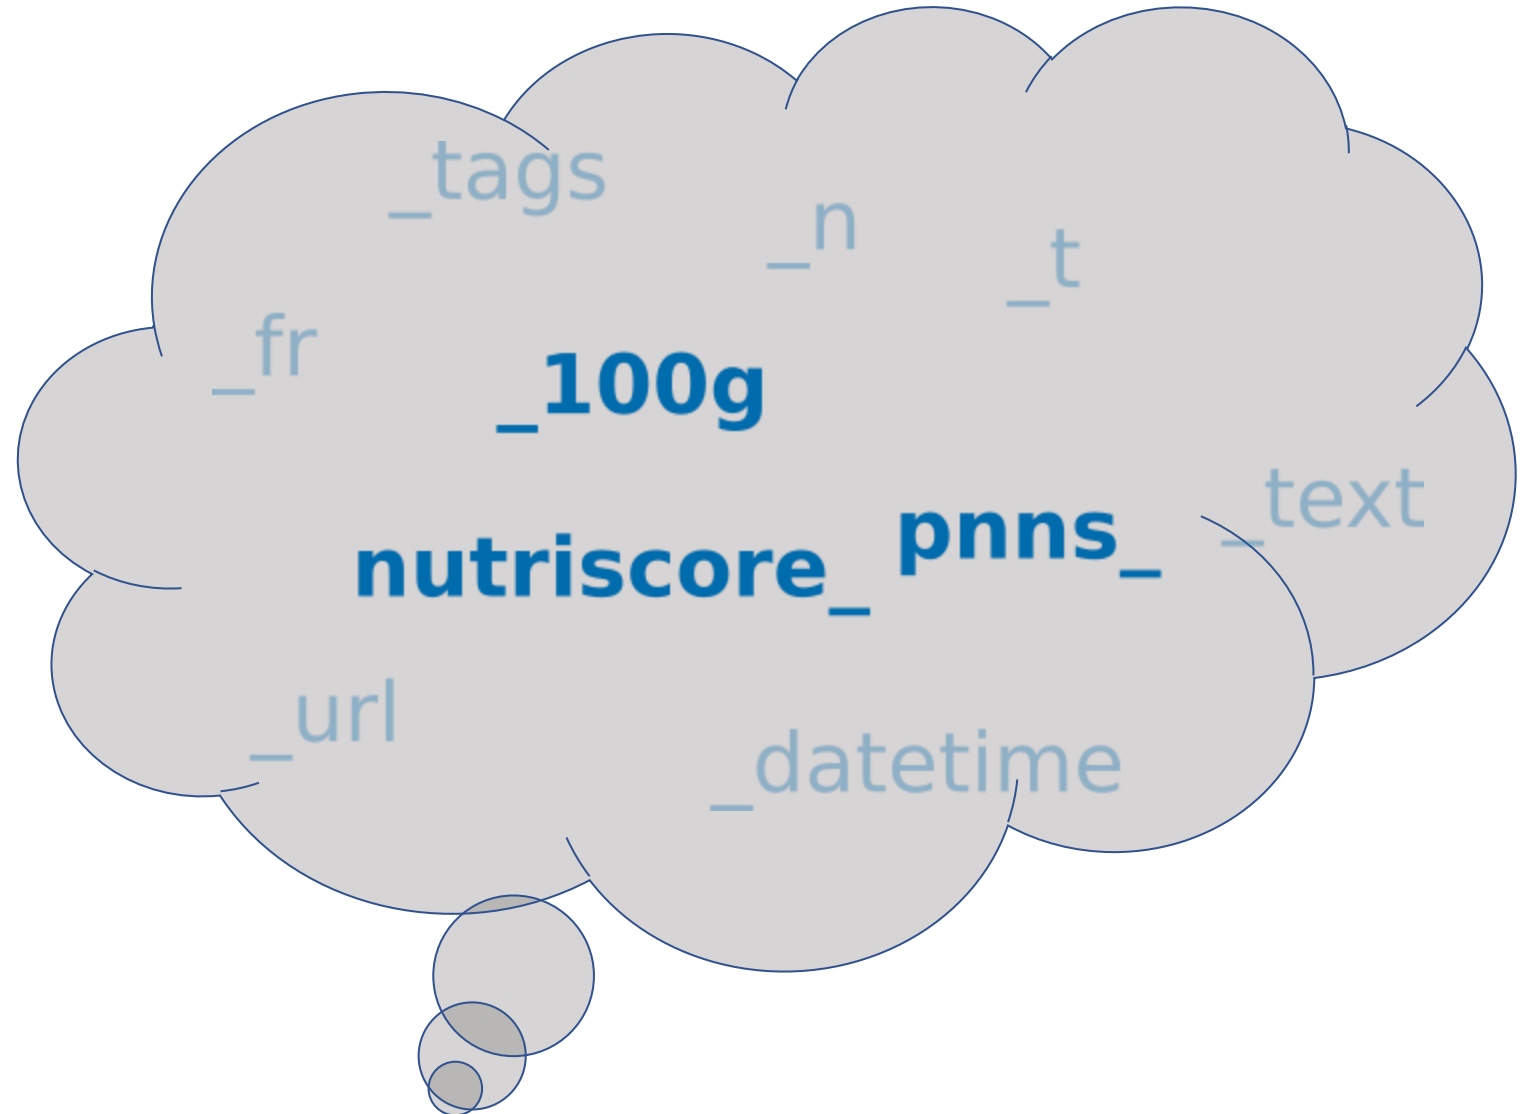 _tags
_n
_t
_fr
_100g
_text
pnns_
nutriscore_
_url
_datetime